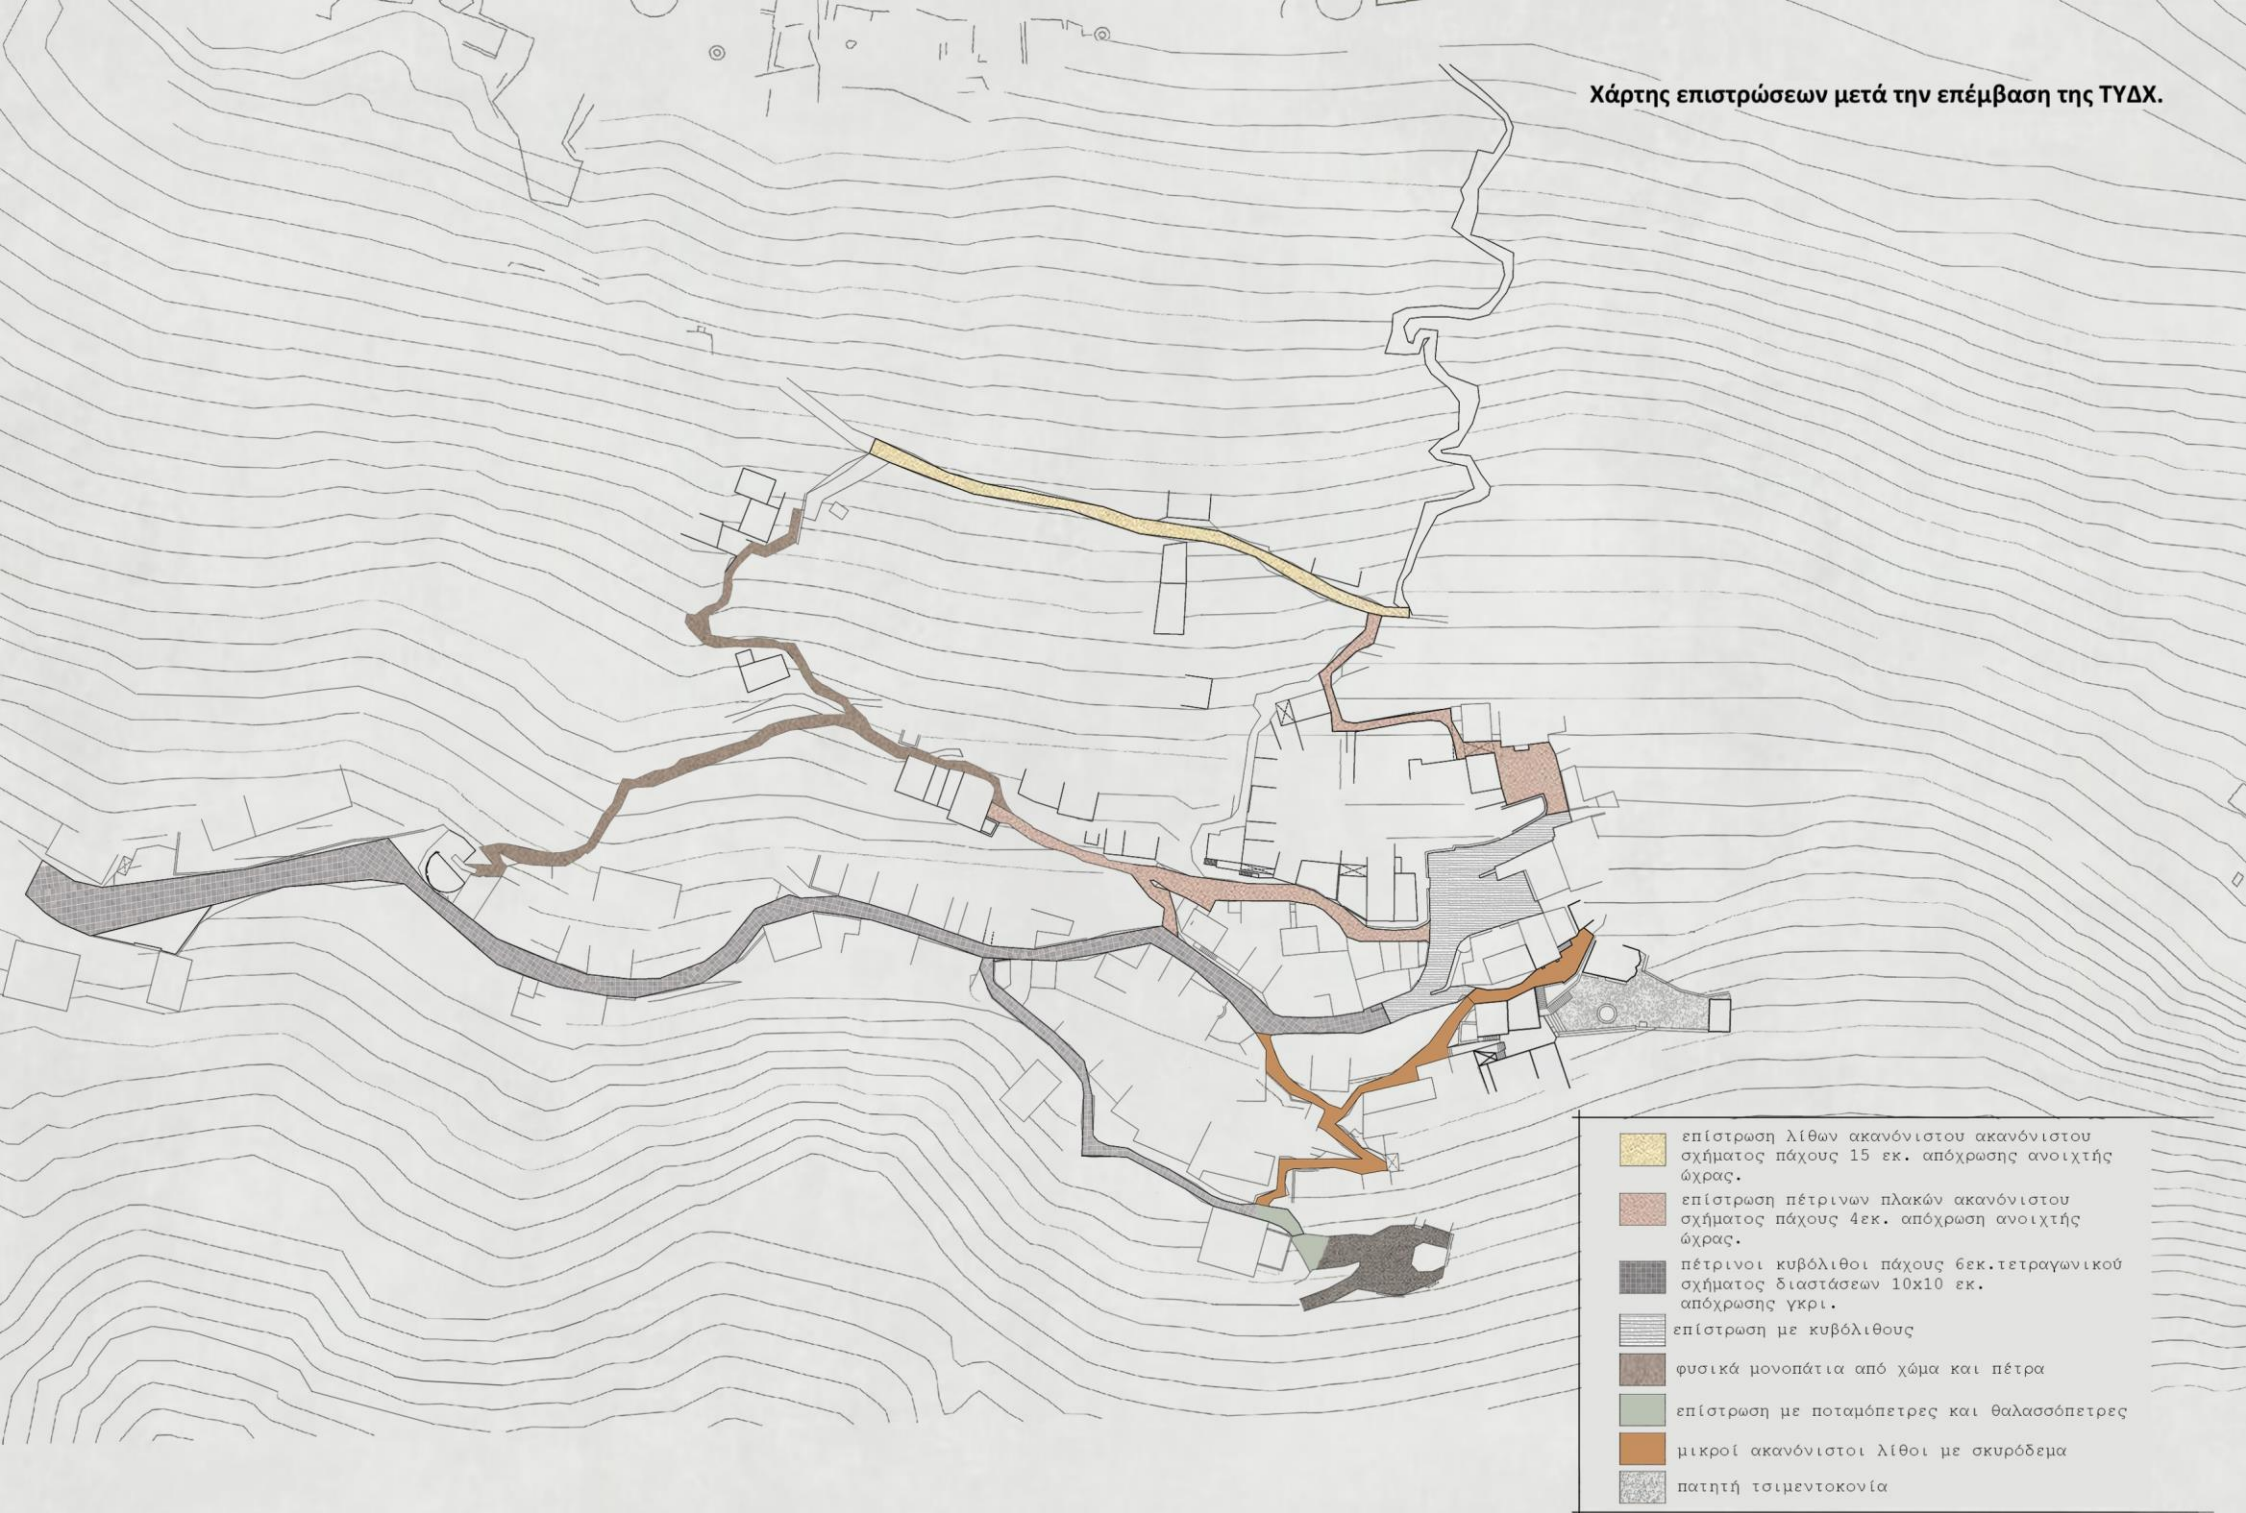 Χάρτης επιστρώσεων μετά την επέμβαση της ΤΥΔΧ.
επίστρωση λίθων ακανόνιστου ακανόνιστου
σχήματος πάχους 15 εκ. απόχρωσης ανοιχτής
ώχρας.
επίστρωση πέτρινων πλακών ακανόνιστου
σχήματος πάχους 4εκ. απόχρωση ανοιχτής
ώχρας.
πέτρινοι κυβόλιθοι πάχους 6εκ.τετραγωνικού
σχήματος διαστάσεων 10x10 εκ.
απόχρωσης γκρι.
επίστρωση με κυβόλιθους
φυσικά μονοπάτια από χώμα και πέτρα
επίστρωση με ποταμόπετρες και θαλασσόπετρες
μικροί ακανόνιστοι λίθοι με σκυρόδεμα
πατητή τσιμεντοκονία